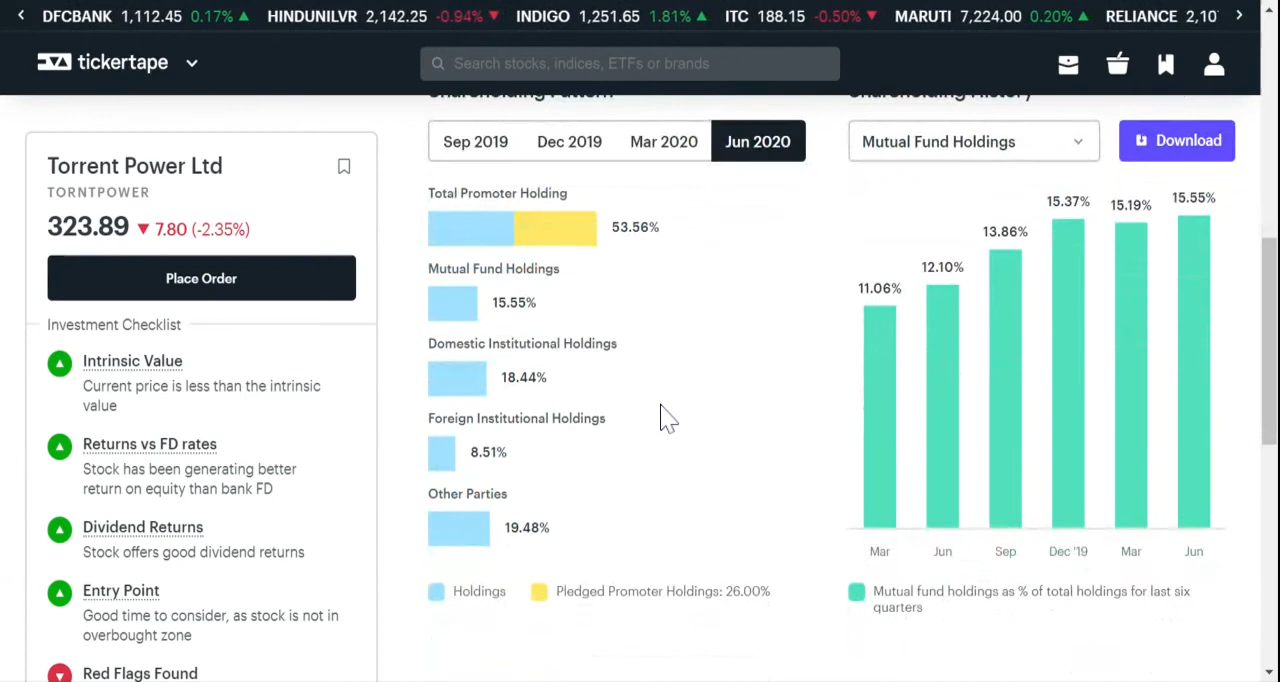 DFCBANK 1,112.45 0.17% HINDUNILVR 2,142.25 -0.94% INDIGO 1,251.65 1.81% ITC 188.15 -0.50% MARUTI 7,224.00 0.20% RELIANCE 2,10
tickertape
Search stocks, indices, ETFs or brands
Torrent Power Ltd
TORNTPOWER
323.89 7.80 (-2.35%)
Place Order
Investment Checklist
Intrinsic Value
Current price is less than the intrinsic
value
Returns vs FD rates
Stock has been generating better
return on equity than bank FD
Dividend Returns
Stock offers good dividend returns
Entry Point
Good time to consider, as stock is not in
overbought zone
Red Flags Found
Shareholding Pattern
Sep 2019 Dec 2019 Mar 2020 Jun 2020
Total Promoter Holding
53.56%
Mutual Fund Holdings
15.55%
Domestic Institutional Holdings
18.44%
Foreign Institutional Holdings
8.51%
Other Parties
19.48%
Holdings Pledged Promoter Holdings: 26.00%
Shareholding History
Mutual Fund Holdings Download
11.06% 12.10% 13.86% 15.37% 15.19% 15.55%
Mar Jun Sep Dec '19 Mar Jun
Mutual fund holdings as % of total holdings for last six
quarters